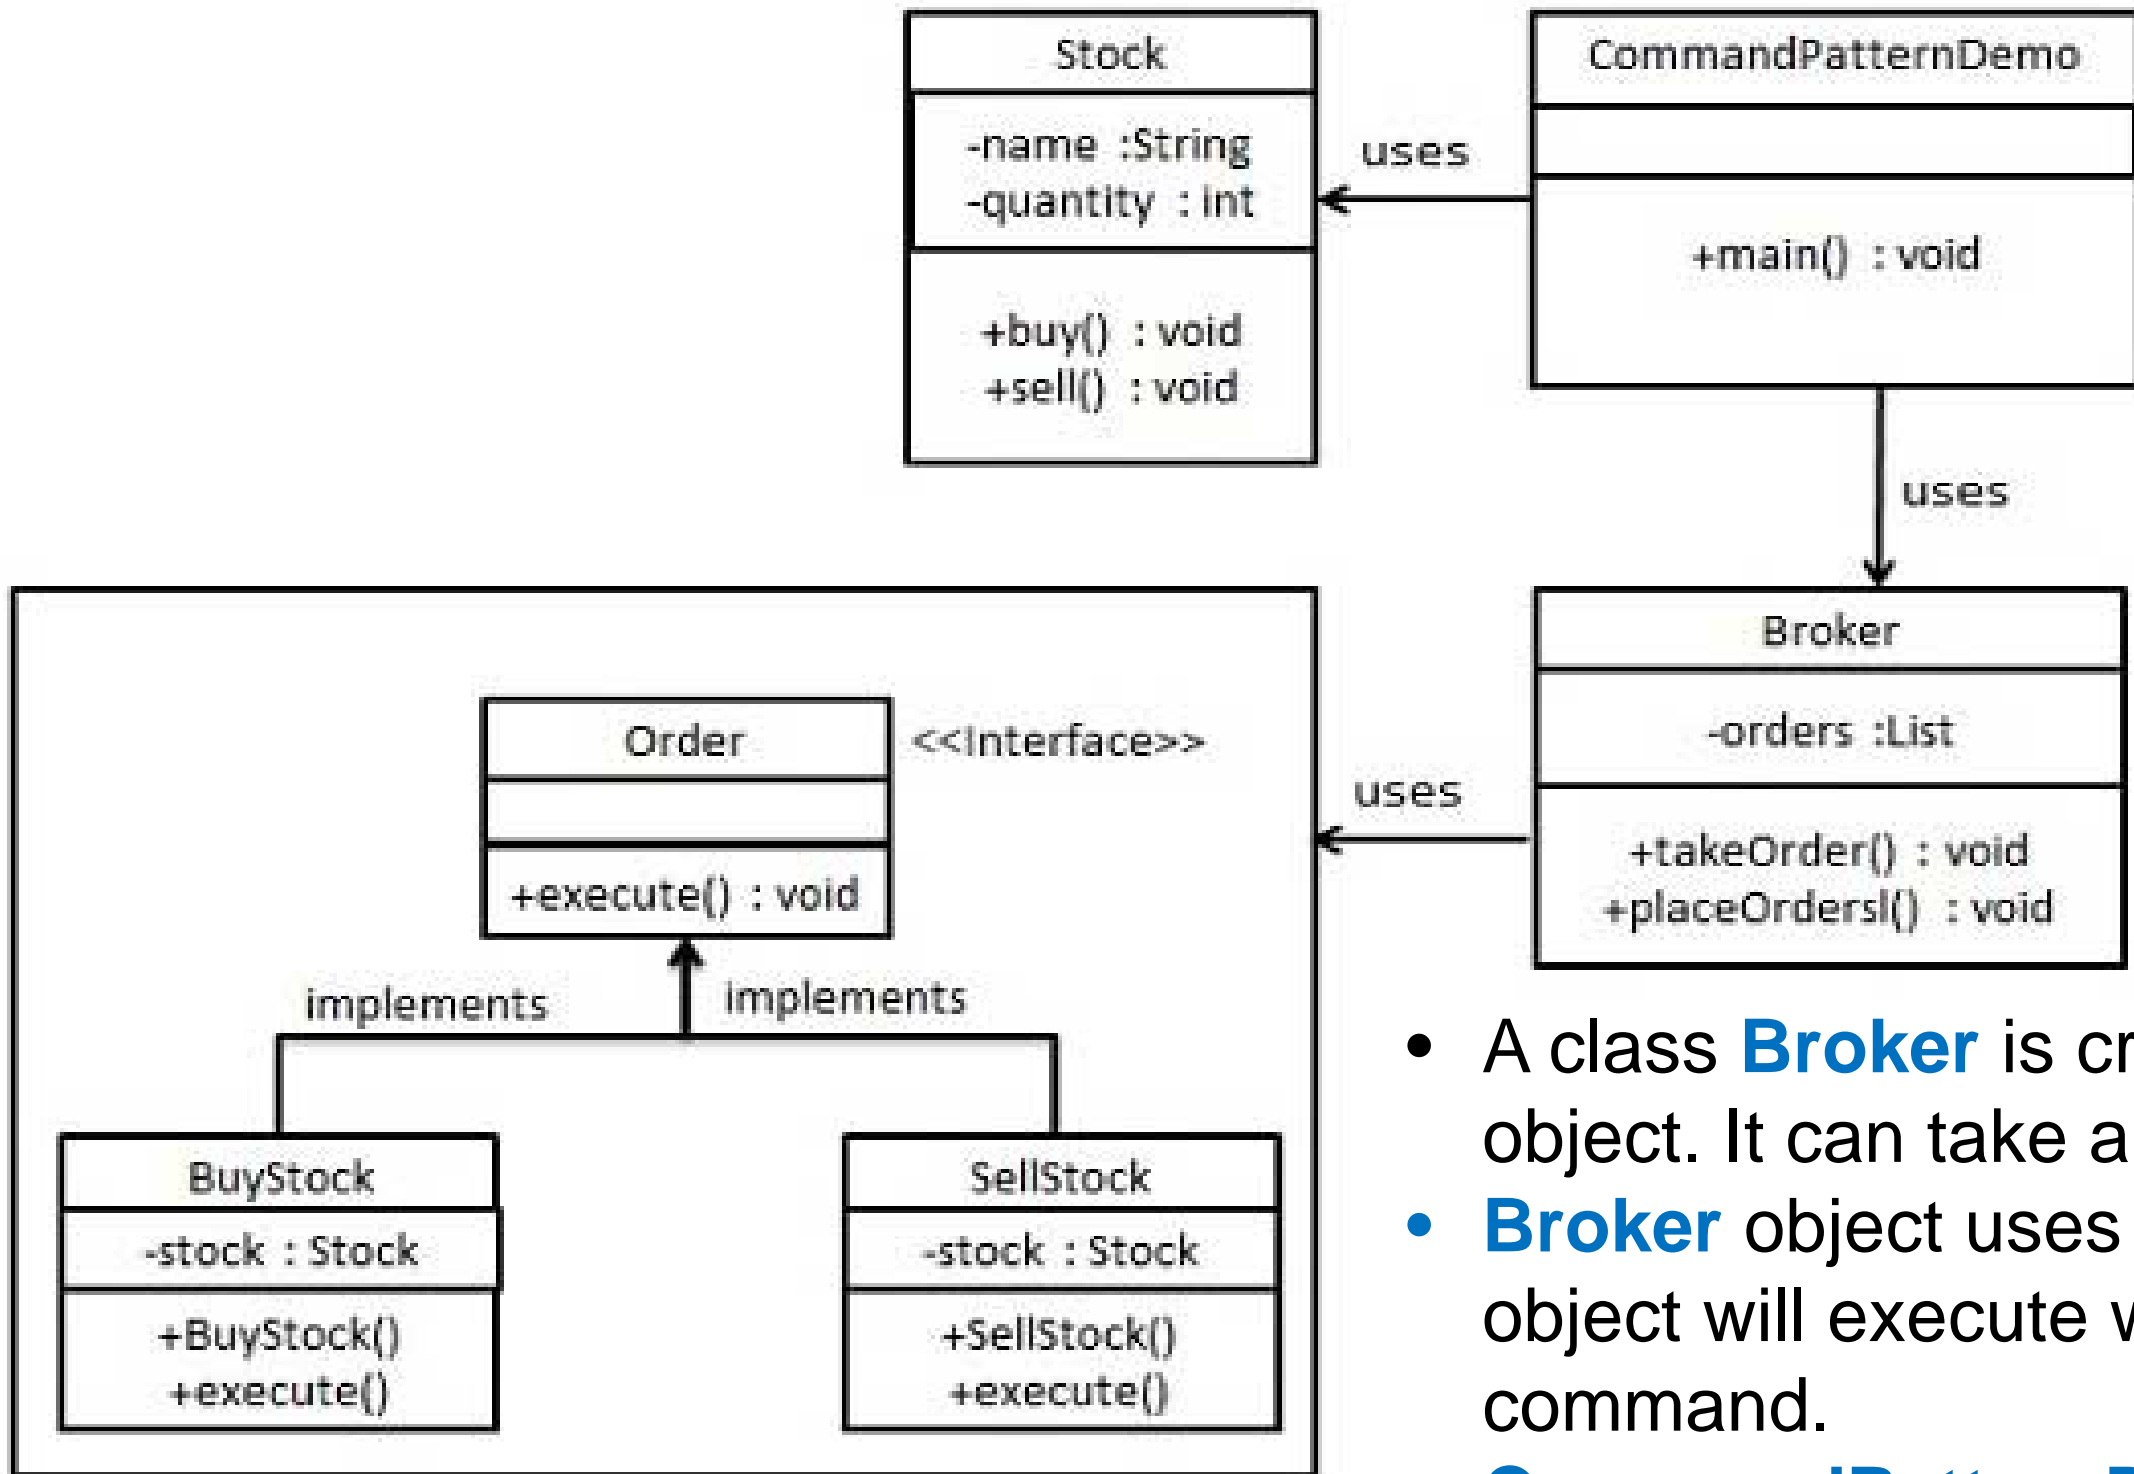 Stock
-name :String
-quantity : int
+buy() : void
+sell() : void
uses
CommandPatternDemo
+main() : void
uses
Broker
-orders :List
+takeOrder() : void
+placeOrdersl() : void
uses
Order
<<Interface>>
+execute() : void
implements
implements
BuyStock
-stock : Stock
+BuyStock()
+execute()
SellStock
-stock : Stock
+SellStock()
+execute()
• A class Broker is cr
object. It can take a
• Broker object uses
object will execute w
command.